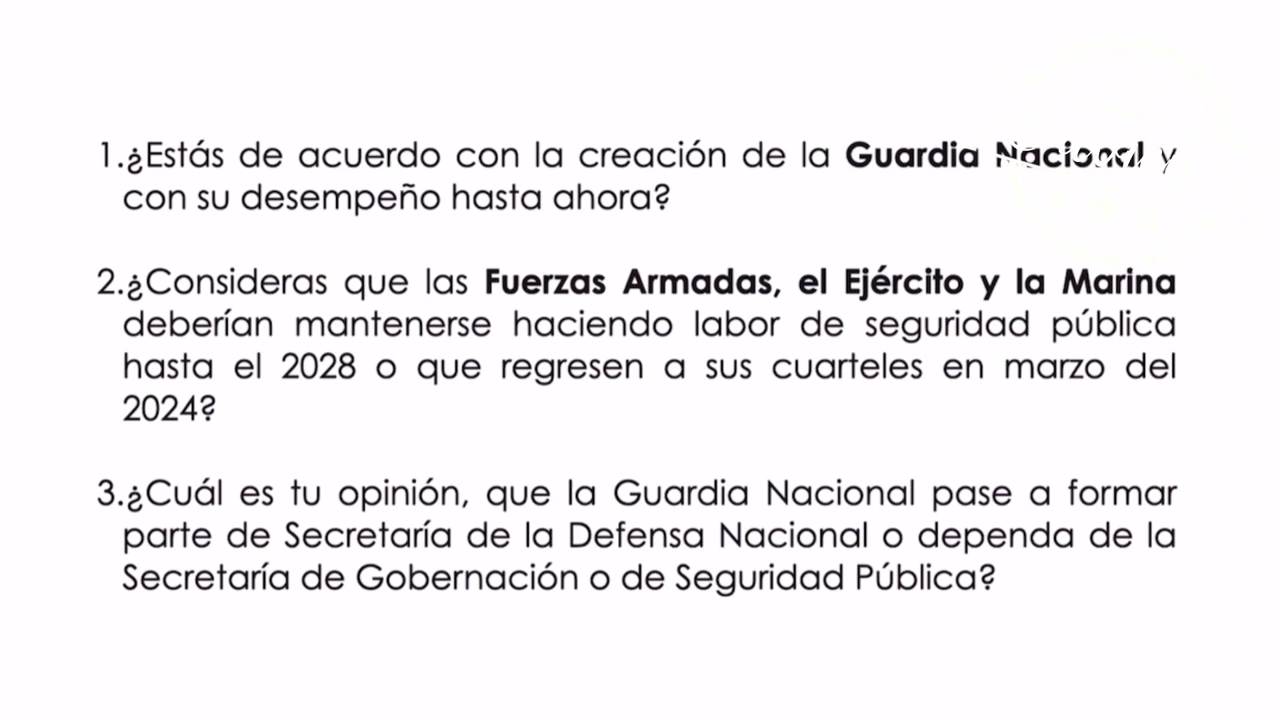 1.¿Estás de acuerdo con la creación de la Guardia Nacional y
con su desempeño hasta ahora?
2.¿Consideras que las Fuerzas Armadas, el Ejército y la Marina
deberían mantenerse haciendo labor de seguridad pública
hasta el 2028 o que regresen a sus cuarteles en marzo del
2024?
3.¿Cuál es tu opinión, que la Guardia Nacional pase a formar
parte de Secretaría de la Defensa Nacional o dependa de la
Secretaría de Gobernación o de Seguridad Pública?